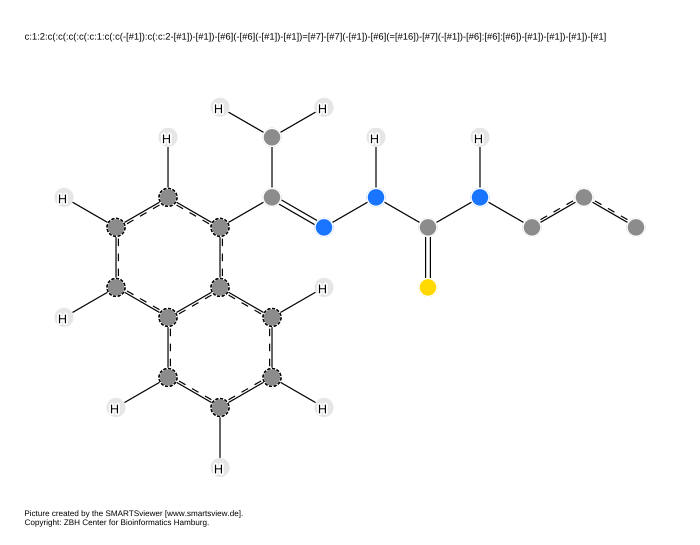 c:1:2:c(:c(:c(:c(:c:1:c(:c(-[#1]):c(:c:2-[#1])-[#1])-[#6](-[#6](-[#1])-[#1])=[#7]-[#7](-[#1])-[#6](=[#16])-[#7](-[#1])-[#6]:[#6]:[#6])-[#1])-[#1])-[#1])-[#1]
H H
H H H
H
H H
H H
H
Picture created by the SMARTSviewer [www.smartsview.de].
Copyright: ZBH Center for Bioinformatics Hamburg.